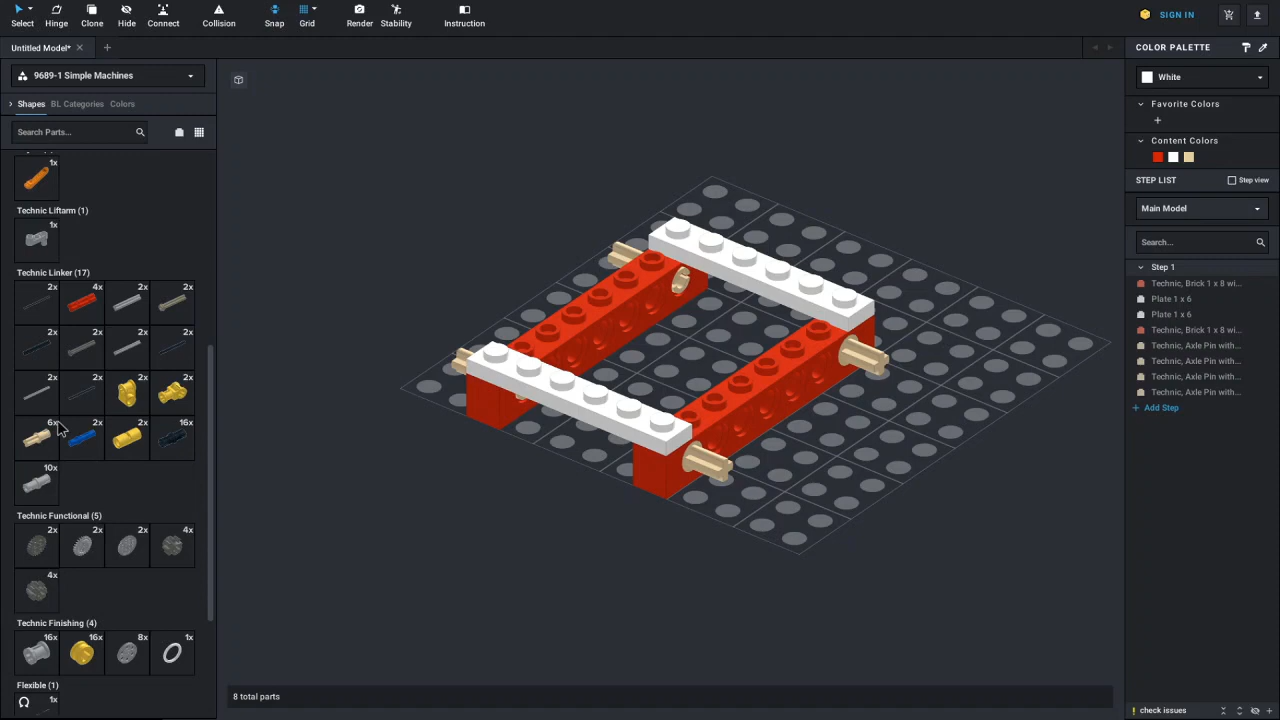 Select Hinge Clone Hide Connect Collision Snap Grid Render Stability Instruction
SIGN IN
Untitled Model*
COLOR PALETTE
9689-1 Simple Machines
White
Shapes BL Categories Colors
Favorite Colors
Search Parts...
Content Colors
1x
STEP LIST Step view
Technic Liftarm (1)
Main Model
1x
Search...
Technic Linker (17)
Step 1
2x 4x 2x 2x
Technic, Brick 1 x 8 wi...
Plate 1 x 6
Plate 1 x 6
Technic, Brick 1 x 8 wi...
2x 2x 2x 2x
Technic, Axle Pin with...
Technic, Axle Pin with...
2x 2x 2x 2x
Technic, Axle Pin with...
Technic, Axle Pin with...
Add Step
6x 2x 2x 16x
10x
Technic Functional (5)
2x 2x 2x 4x
4x
Technic Finishing (4)
16x 16x 8x 1x
Flexible (1)
1x
8 total parts
check issues